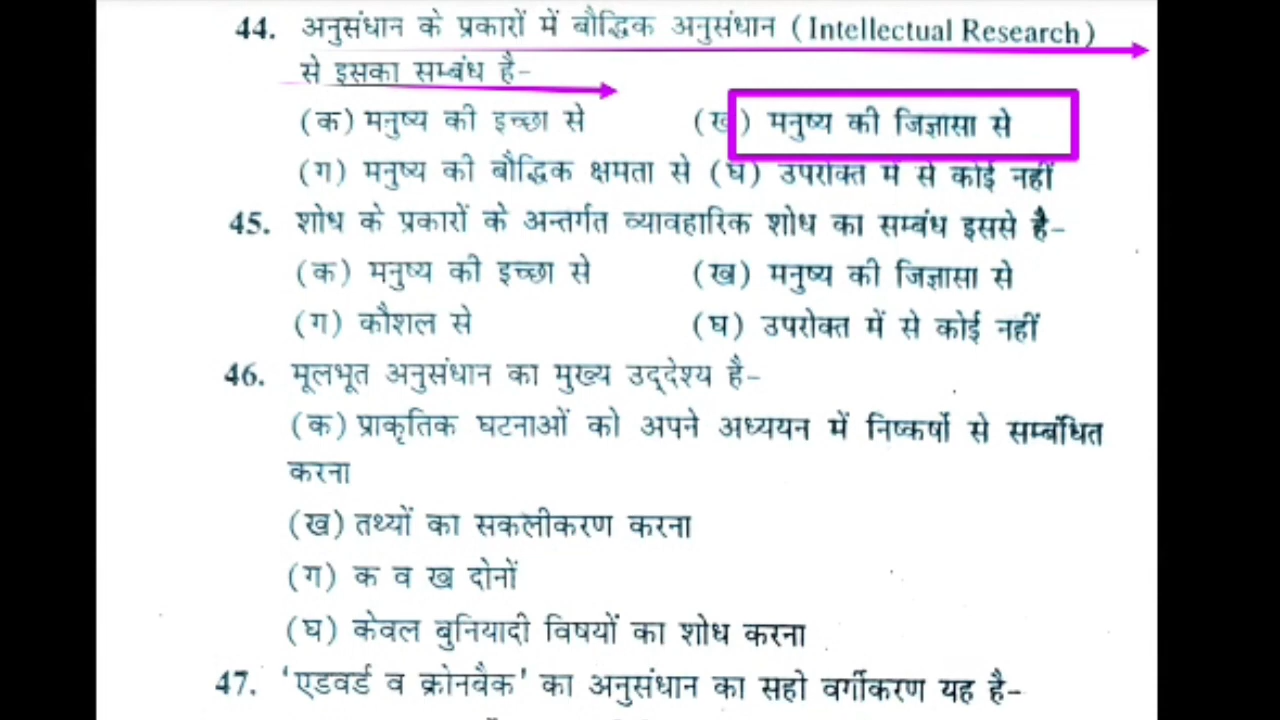 44. अनुसंधान के प्रकारों में बौद्धिक अनुसंधान (Intellectual Research)
से इसका सम्बंध है-
(क) मनुष्य की इच्छा से (ख) मनुष्य की जिज्ञासा से
(ग) मनुष्य की बौद्धिक क्षमता से (घ) उपरोक्त में से कोई नहीं
45. शोध के प्रकारों के अन्तर्गत व्यावहारिक शोध का सम्बंध इससे है-
(क) मनुष्य की इच्छा से (ख) मनुष्य की जिज्ञासा से
(ग) कौशल से (घ) उपरोक्त में से कोई नहीं
46. मूलभूत अनुसंधान का मुख्य उद्देश्य है-
(क) प्राकृतिक घटनाओं को अपने अध्ययन में निष्कर्षो से सम्बंधित
करना
(ख) तथ्यों का सकलीकरण करना
(ग) क व ख दोनों
(घ) केवल बुनियादी विषयों का शोध करना
47. 'एडवर्ड व क्रोनबैक' का अनुसंधान का सहो वर्गीकरण यह है-